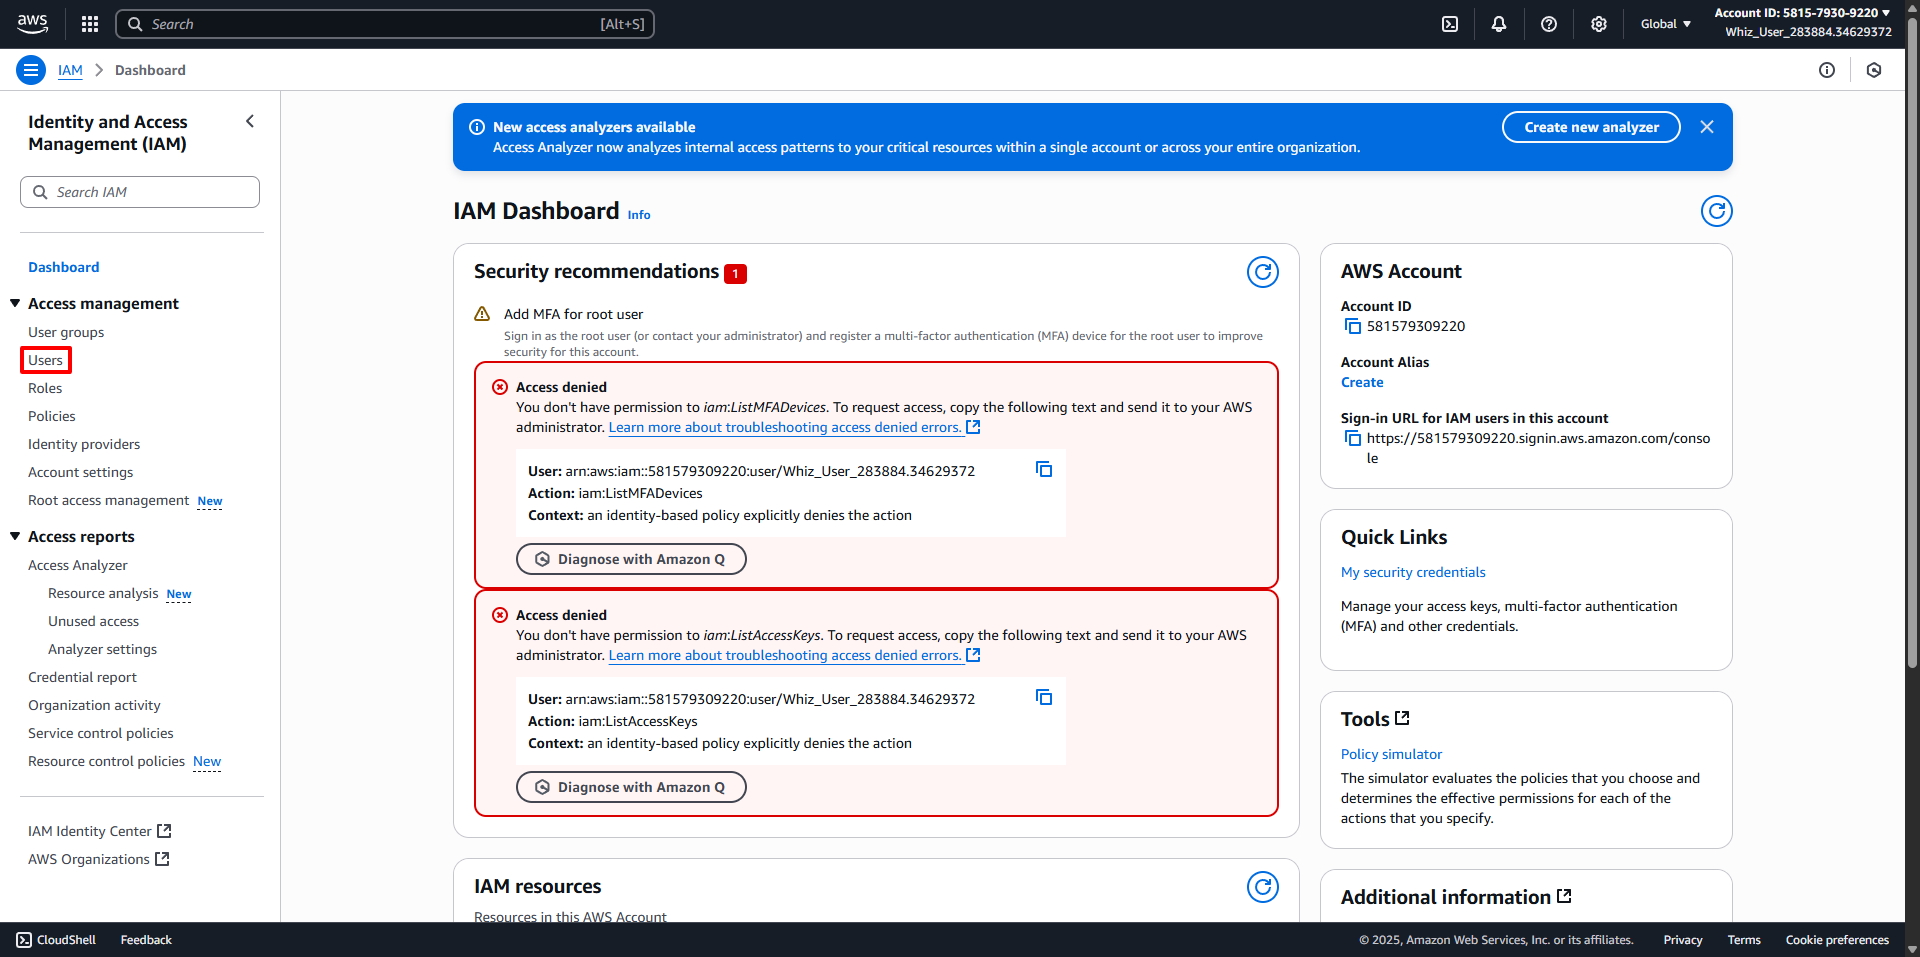 aws
Search
[Alt+S]
Global
Account ID: 5815-7930-9220
Whiz_User_283884.34629372
IAM
Dashboard
Identity and Access
Management (IAM)
Search IAM
Dashboard
Access management
User groups
Users
Roles
Policies
Identity providers
Account settings
Root access management New
Access reports
Access Analyzer
Resource analysis New
Unused access
Analyzer settings
Credential report
Organization activity
Service control policies
Resource control policies New
IAM Identity Center
AWS Organizations
New access analyzers available
Access Analyzer now analyzes internal access patterns to your critical resources within a single account or across your entire organization.
Create new analyzer
IAM Dashboard Info
Security recommendations 1
Add MFA for root user
Sign in as the root user (or contact your administrator) and register a multi-factor authentication (MFA) device for the root user to improve
security for this account.
Access denied
You don't have permission to iam:ListMFADevices. To request access, copy the following text and send it to your AWS
administrator. Learn more about troubleshooting access denied errors.
User: arn:aws:iam::581579309220:user/Whiz_User_283884.34629372
Action: iam:ListMFADevices
Context: an identity-based policy explicitly denies the action
Diagnose with Amazon Q
Access denied
You don't have permission to iam:ListAccessKeys. To request access, copy the following text and send it to your AWS
administrator. Learn more about troubleshooting access denied errors.
User: arn:aws:iam::581579309220:user/Whiz_User_283884.34629372
Action: iam:ListAccessKeys
Context: an identity-based policy explicitly denies the action
Diagnose with Amazon Q
IAM resources
Resources in this AWS Account
AWS Account
Account ID
581579309220
Account Alias
Create
Sign-in URL for IAM users in this account
https://581579309220.signin.aws.amazon.com/conso
le
Quick Links
My security credentials
Manage your access keys, multi-factor authentication
(MFA) and other credentials.
Tools
Policy simulator
The simulator evaluates the policies that you choose and
determines the effective permissions for each of the
actions that you specify.
Additional information
CloudShell
Feedback
© 2025, Amazon Web Services, Inc. or its affiliates.
Privacy
Terms
Cookie preferences